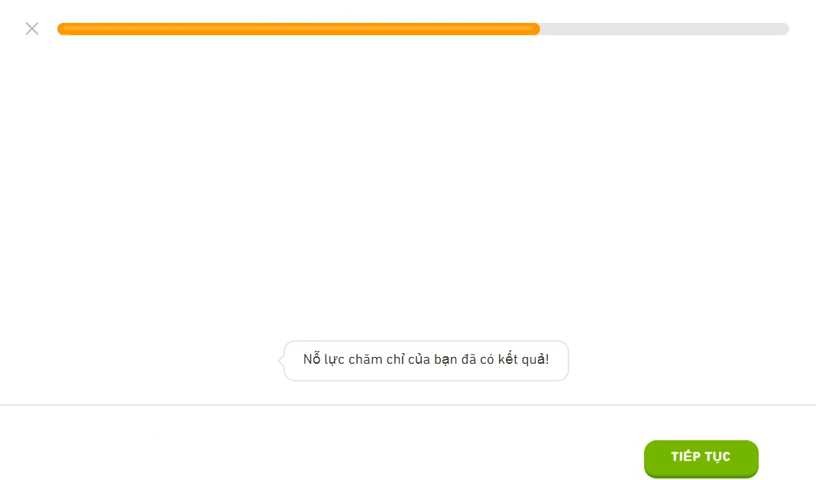 Nỗ lực chăm chỉ của bạn đã có kết quả!
TIẾP TỤC